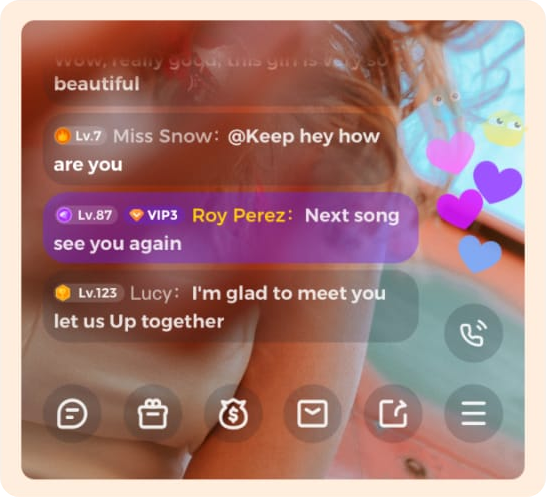 Wow, really good, this girl is very so
beautiful
Lv.7 Miss Snow: @Keep hey how
are you
Lv.87 VIP3 Roy Perez: Next song
see you again
Lv.123 Lucy: I'm glad to meet you
let us Up together